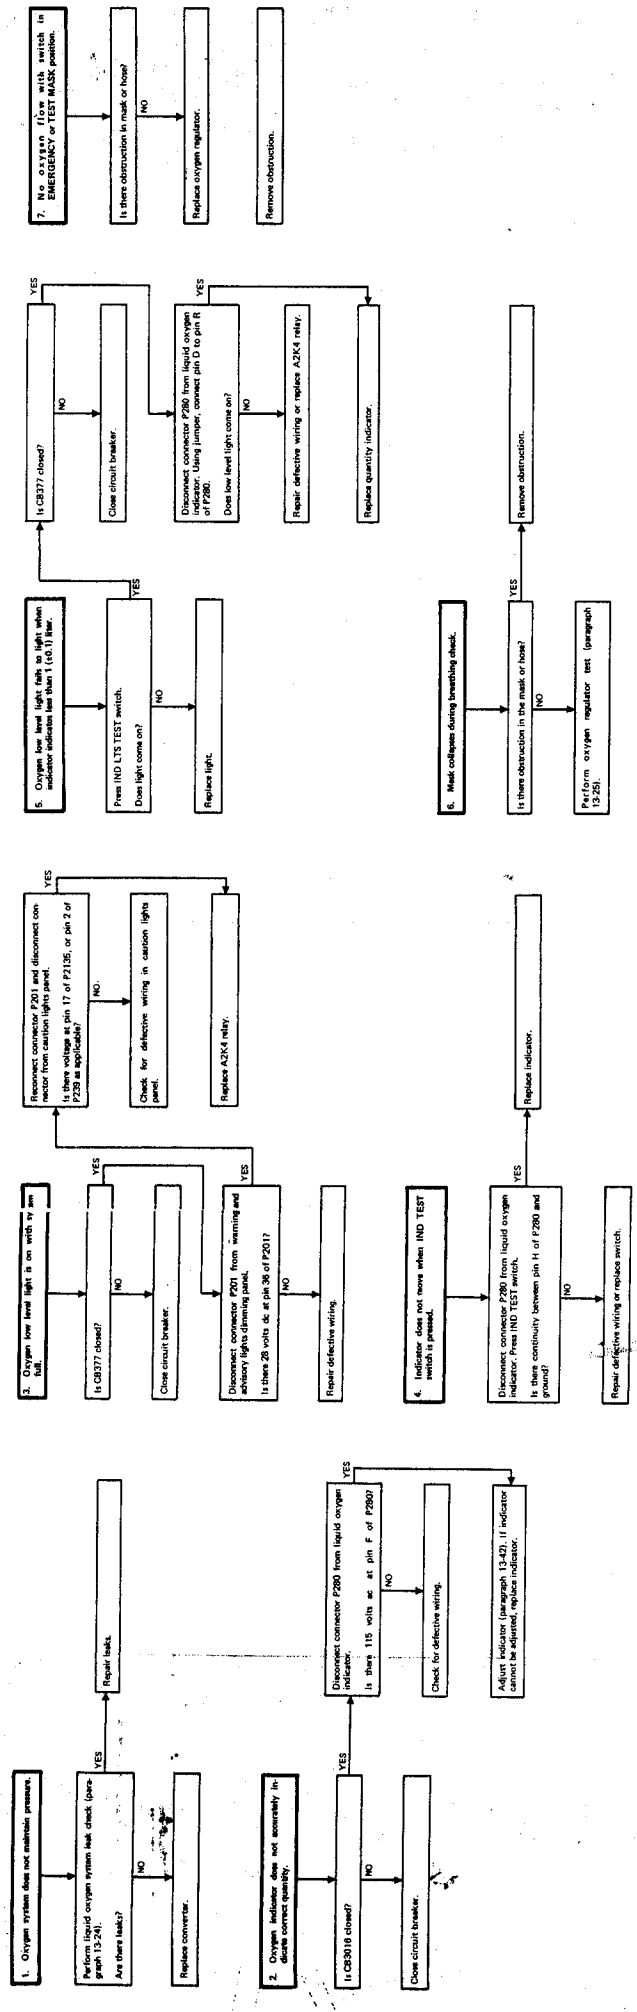 1. Oxygen system does not maintain pressure.
Perform liquid oxygen system leak check (para-
graph 13-24).
Are there leaks?
YES
Repair leaks.
NO
Replace converter.
2. Oxygen indicator does not accurately in-
dicate correct quantity.
Is CB3016 closed?
YES
NO
Close circuit breaker.
Disconnect connector P280 from liquid oxygen
indicator.
Is there 115 volts ac at pin F of P280?
YES
NO
Check for defective wiring.
Adjust indicator (paragraph 13-42). If indicator
cannot be adjusted, replace indicator.
3. Oxygen low level light is on with system
full.
Is CB377 closed?
YES
NO
Close circuit breaker.
Disconnect connector P201 from warning and
advisory lights dimming panel.
Is there 28 volts dc at pin 36 of P201?
YES
NO
Repair defective wiring.
Reconnect connector P201 and disconnect con-
nector from caution lights panel.
Is there voltage at pin 17 of P2135, or pin 2 of
P239 as applicable?
YES
NO.
Check for defective wiring in caution lights
panel.
Replace A2K4 relay.
4. Indicator does not move when IND TEST
switch is pressed.
Disconnect connector P280 from liquid oxygen
indicator. Press IND TEST switch.
Is there continuity between pin H of P280 and
ground?
YES
Replace indicator.
NO
Repair defective wiring or replace switch.
5. Oxygen low level light fails to light when
indicator indicates less than 1 (±0.1) liter.
Press IND LTS TEST switch.
Does light come on?
YES
NO
Replace light.
Is CB377 closed?
YES
NO
Close circuit breaker.
Disconnect connector P280 from liquid oxygen
indicator. Using jumper, connect pin D to pin R
of P280.
Does low level light come on?
YES
NO
Repair defective wiring or replace A2K4 relay.
Replace quantity indicator.
6. Mask collapses during breathing check.
Is there obstruction in the mask or hose?
YES
Remove obstruction.
NO
Perform oxygen regulator test (paragraph
13-25).
7. No oxygen flow with switch in
EMERGENCY or TEST MASK position.
Is there obstruction in mask or hose?
NO
Replace oxygen regulator.
Remove obstruction.